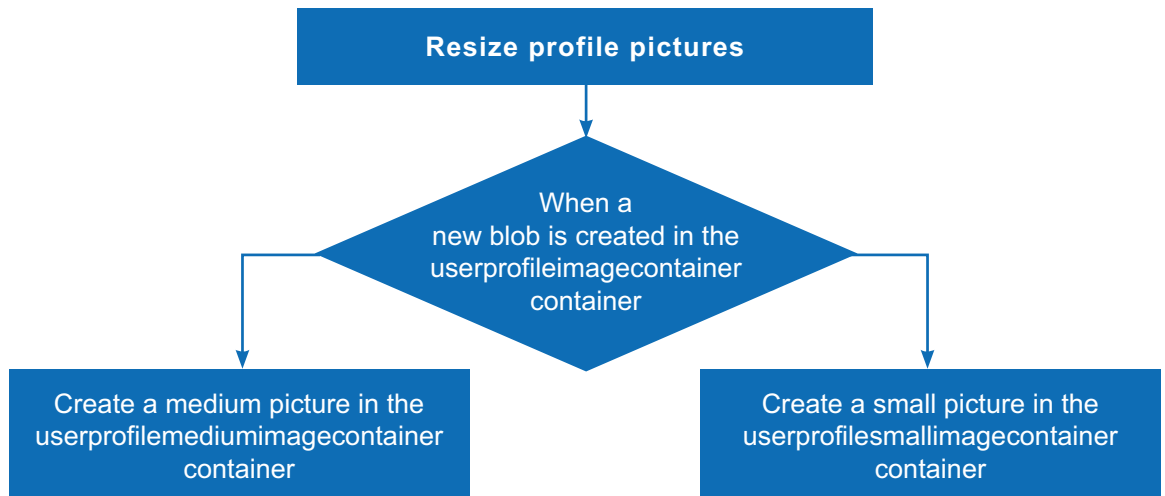 Resize profile pictures
When a
new blob is created in the
userprofileimagecontainer
container
Create a medium picture in the
userprofilemediumimagecontainer
container
Create a small picture in the
userprofilesmallimagecontainer
container